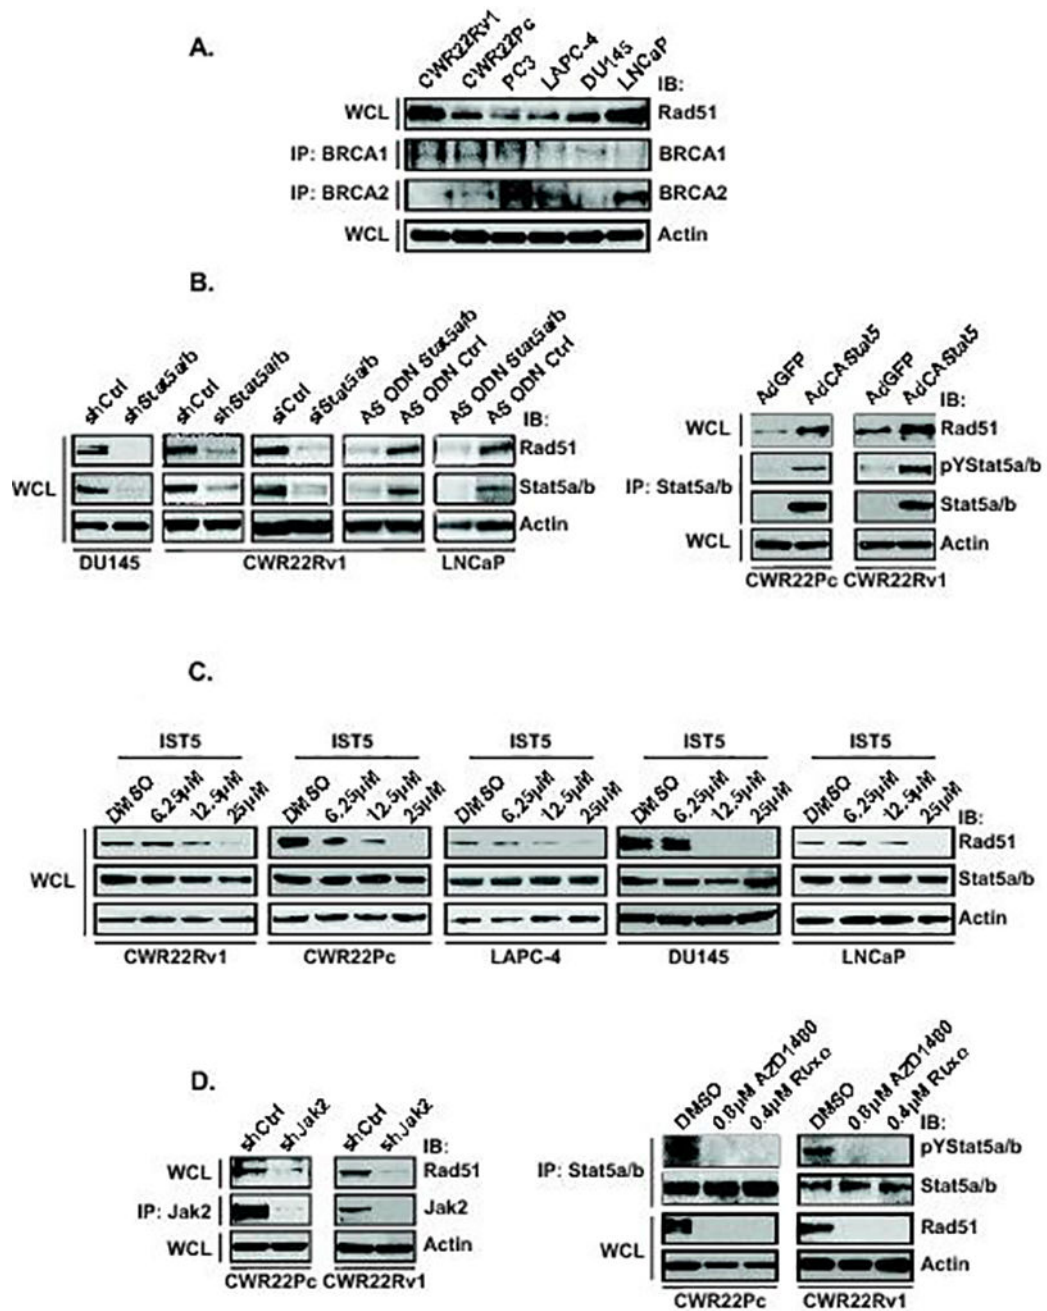 A.
CWR22Rv1 CWR22Pc PC3 LAPC-4 DU145 LNCaP
IB:
WCL Rad51
IP: BRCA1 BRCA1
IP: BRCA2 BRCA2
WCL Actin
B.
shCtrl shStat5a/b shCtrl shStat5a/b siCtrl siStat5a/b AS ODN Stat5a/b AS ODN Ctrl AS ODN Stat5a/b AS ODN Ctrl
IB:
Rad51
WCL Stat5a/b
Actin
DU145 CWR22Rv1 LNCaP
AdGFP AdCAStat5 AdGFP AdCAStat5
IB:
WCL Rad51
pYStat5a/b
IP: Stat5a/b
Stat5a/b
WCL Actin
CWR22Pc CWR22Rv1
C.
IST5 IST5 IST5 IST5 IST5
DMSO 6.25µM 12.5µM 25µM DMSO 6.25µM 12.5µM 25µM DMSO 6.25µM 12.5µM 25µM DMSO 6.25µM 12.5µM 25µM DMSO 6.25µM 12.5µM 25µM
IB:
Rad51
WCL Stat5a/b
Actin
CWR22Rv1 CWR22Pc LAPC-4 DU145 LNCaP
D.
shCtrl shJak2 shCtrl shJak2
IB:
WCL Rad51
IP: Jak2 Jak2
WCL Actin
CWR22Pc CWR22Rv1
DMSO 0.8µM AZD1480 0.4µM Ruxo DMSO 0.8µM AZD1480 0.4µM Ruxo
IB:
pYStat5a/b
IP: Stat5a/b
Stat5a/b
Rad51
WCL
Actin
CWR22Pc CWR22Rv1